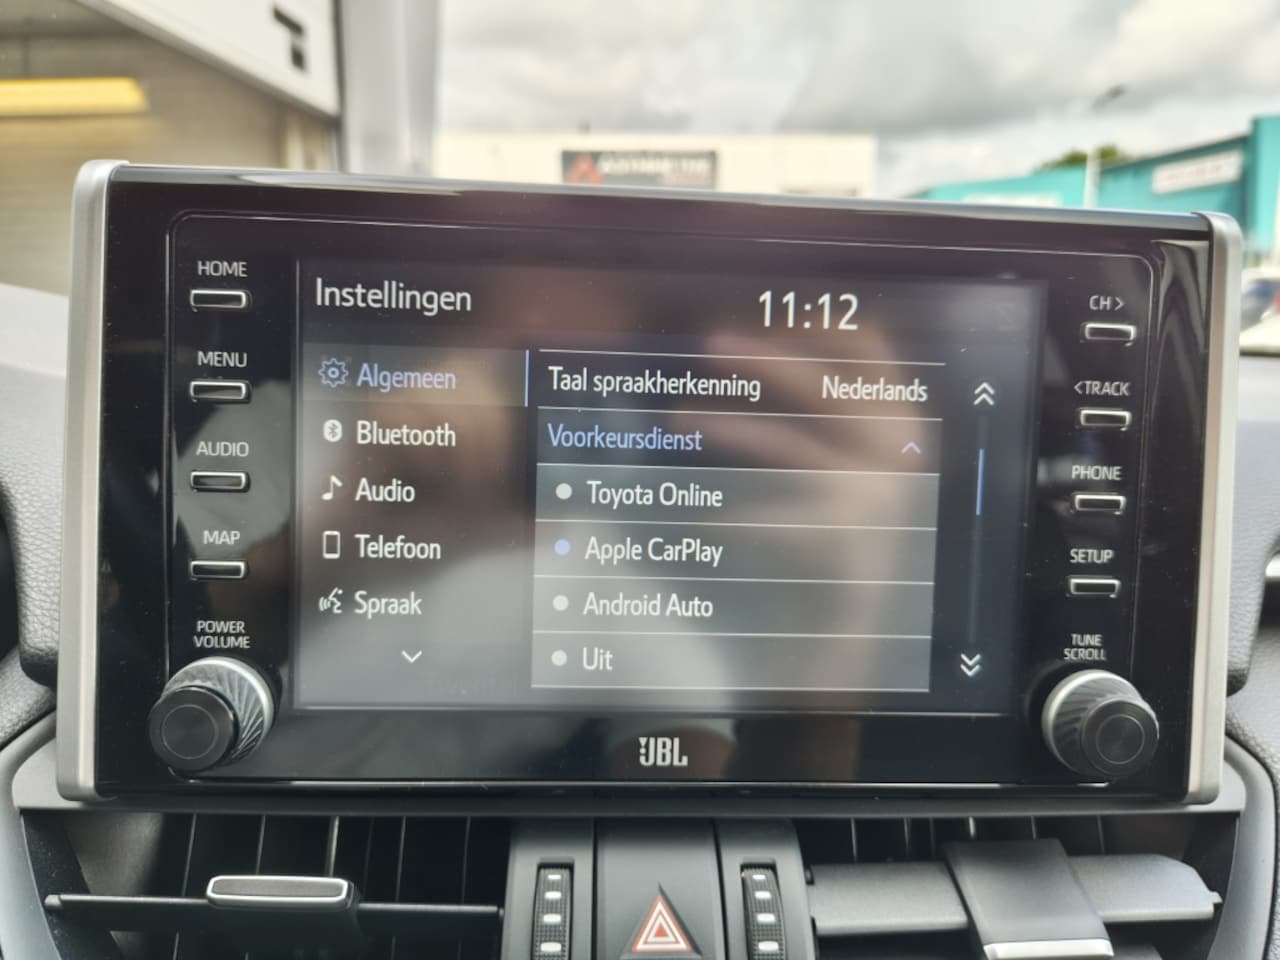 HOME
MENU
AUDIO
MAP
POWER
VOLUME
Instellingen
11:12
Algemeen
Bluetooth
Audio
Telefoon
Spraak
Taal spraakherkenning Nederlands
Voorkeursdienst
Toyota Online
Apple CarPlay
Android Auto
Uit
CH>
<TRACK
PHONE
SETUP
TUNE
SCROLL
JBL